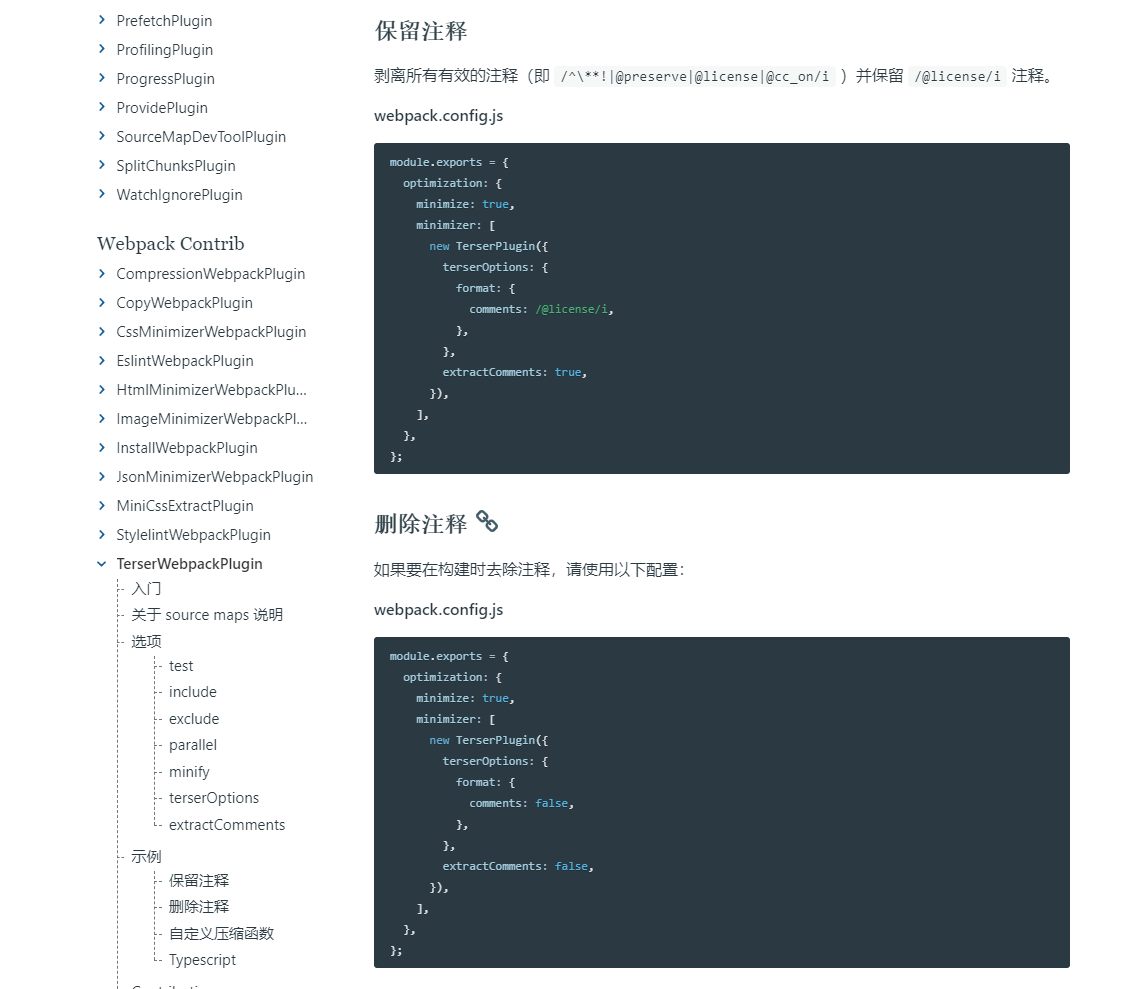 PrefetchPlugin
ProfilingPlugin
ProgressPlugin
ProvidePlugin
SourceMapDevToolPlugin
SplitChunksPlugin
WatchIgnorePlugin
Webpack Contrib
CompressionWebpackPlugin
CopyWebpackPlugin
CssMinimizerWebpackPlugin
EslintWebpackPlugin
HtmlMinimizerWebpackPlu...
ImageMinimizerWebpackPl...
InstallWebpackPlugin
JsonMinimizerWebpackPlugin
MiniCssExtractPlugin
StylelintWebpackPlugin
TerserWebpackPlugin
入门
关于 source maps 说明
选项
test
include
exclude
parallel
minify
terserOptions
extractComments
示例
保留注释
删除注释
自定义压缩函数
Typescript
保留注释
剥离所有有效的注释（即 /^\**!|@preserve|@license|@cc_on/i ）并保留 /@license/i 注释。
webpack.config.js
module.exports = {
  optimization: {
    minimize: true,
    minimizer: [
      new TerserPlugin({
        terserOptions: {
          format: {
            comments: /@license/i,
          },
        },
        extractComments: true,
      }),
    ],
  },
};
删除注释
如果要在构建时去除注释，请使用以下配置：
webpack.config.js
module.exports = {
  optimization: {
    minimize: true,
    minimizer: [
      new TerserPlugin({
        terserOptions: {
          format: {
            comments: false,
          },
        },
        extractComments: false,
      }),
    ],
  },
};